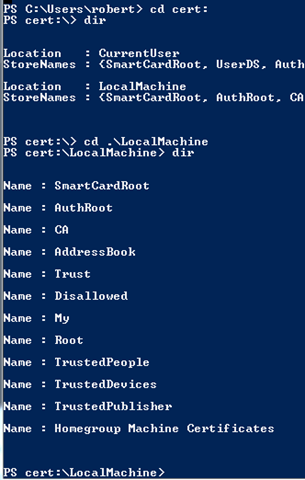 PS C:\Users\robert> cd cert:
PS cert:\> dir
Location : CurrentUser
StoreNames : {SmartCardRoot, UserDS, Auth
Location : LocalMachine
StoreNames : {SmartCardRoot, AuthRoot, CA
PS cert:\> cd .\LocalMachine
PS cert:\LocalMachine> dir
Name : SmartCardRoot
Name : AuthRoot
Name : CA
Name : AddressBook
Name : Trust
Name : Disallowed
Name : My
Name : Root
Name : TrustedPeople
Name : TrustedDevices
Name : TrustedPublisher
Name : Homegroup Machine Certificates
PS cert:\LocalMachine>